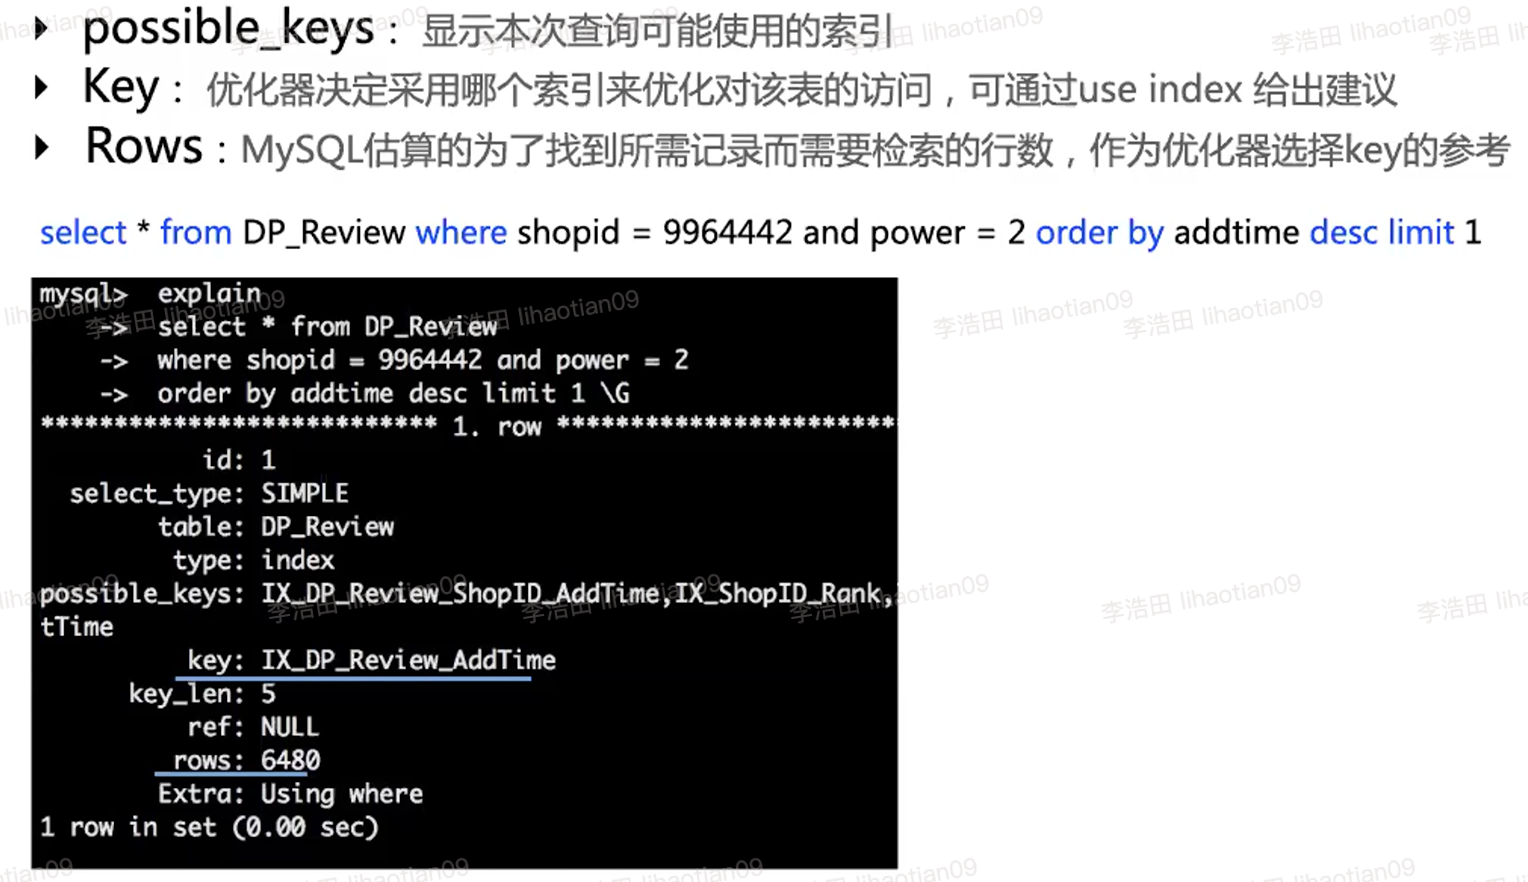 possible_keys： 显示本次查询可能使用的索引
Key： 优化器决定采用哪个索引来优化对该表的访问，可通过use index 给出建议
Rows：MySQL估算的为了找到所需记录而需要检索的行数，作为优化器选择key的参考
select * from DP_Review where shopid = 9964442 and power = 2 order by addtime desc limit 1
mysql> explain
-> select * from DP_Review
-> where shopid = 9964442 and power = 2
-> order by addtime desc limit 1 \G
*************************** 1. row ***********************
id: 1
select_type: SIMPLE
table: DP_Review
type: index
possible_keys: IX_DP_Review_ShopID_AddTime,IX_ShopID_Rank,
tTime
key: IX_DP_Review_AddTime
key_len: 5
ref: NULL
rows: 6480
Extra: Using where
1 row in set (0.00 sec)
李浩田 lihaotian09